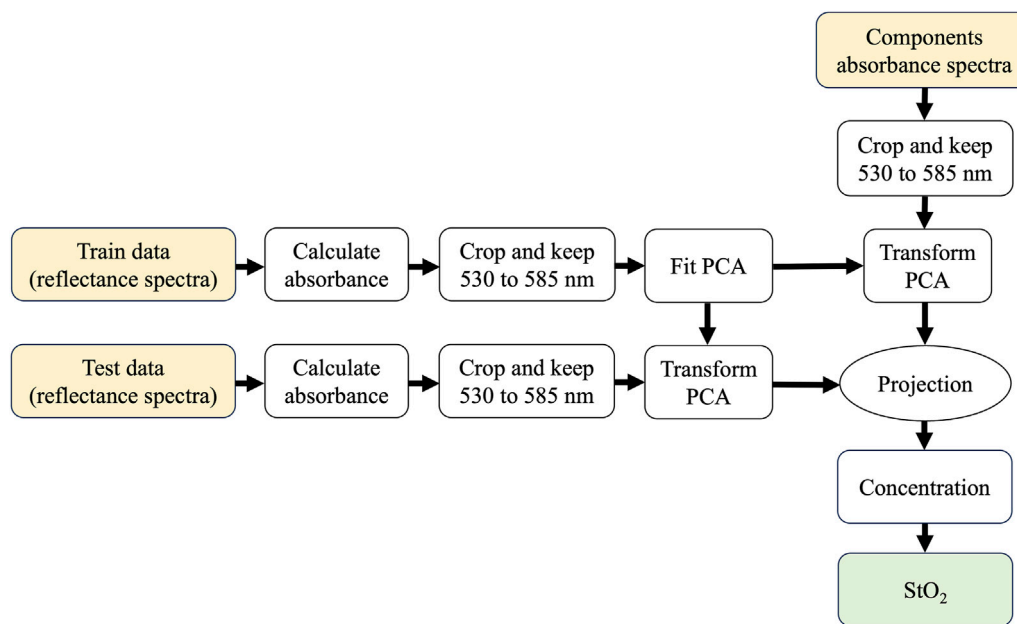 Components
absorbance spectra
Crop and keep
530 to 585 nm
Train data
(reflectance spectra)
Calculate
absorbance
Crop and keep
530 to 585 nm
Fit PCA
Transform
PCA
Test data
(reflectance spectra)
Calculate
absorbance
Crop and keep
530 to 585 nm
Transform
PCA
Projection
Concentration
StO₂